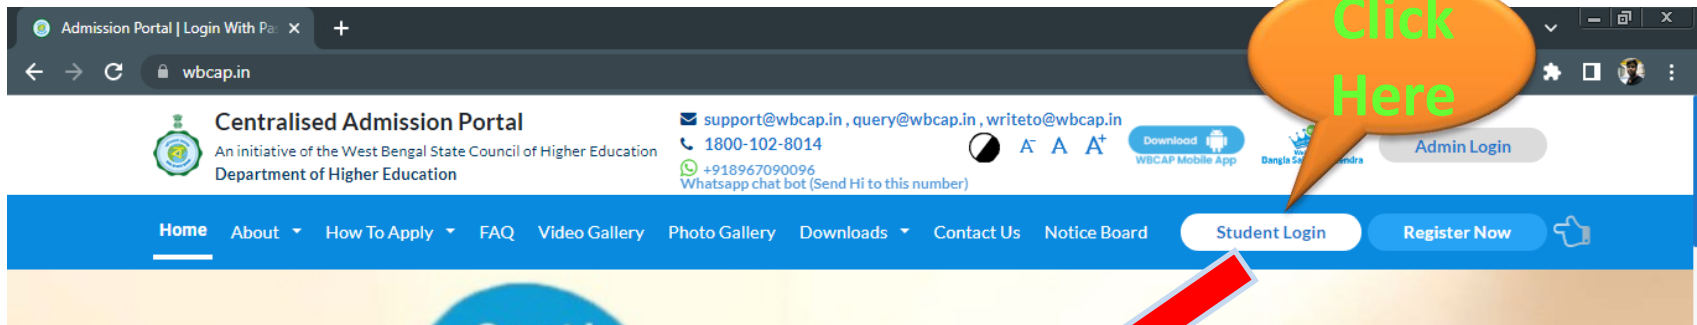 Admission Portal | Login With Pa
wbcap.in
Click
Here
Centralised Admission Portal
An initiative of the West Bengal State Council of Higher Education
Department of Higher Education
support@wbcap.in , query@wbcap.in , writeto@wbcap.in
1800-102-8014
+918967090096
Whatsapp chat bot (Send Hi to this number)
A- A A+
Download
WBCAP Mobile App
Bangla
Admin Login
Home About How To Apply FAQ Video Gallery Photo Gallery Downloads Contact Us Notice Board Student Login Register Now